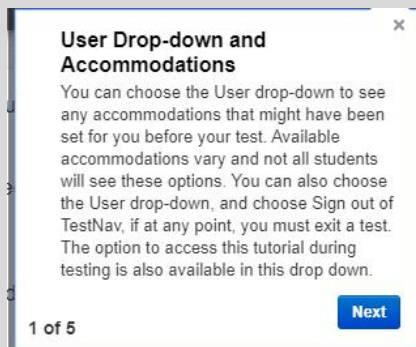 ×
User Drop-down and
Accommodations
You can choose the User drop-down to see
any accommodations that might have been
set for you before your test. Available
accommodations vary and not all students
will see these options. You can also choose
the User drop-down, and choose Sign out of
TestNav, if at any point, you must exit a test.
The option to access this tutorial during
testing is also available in this drop down.
Next
1 of 5